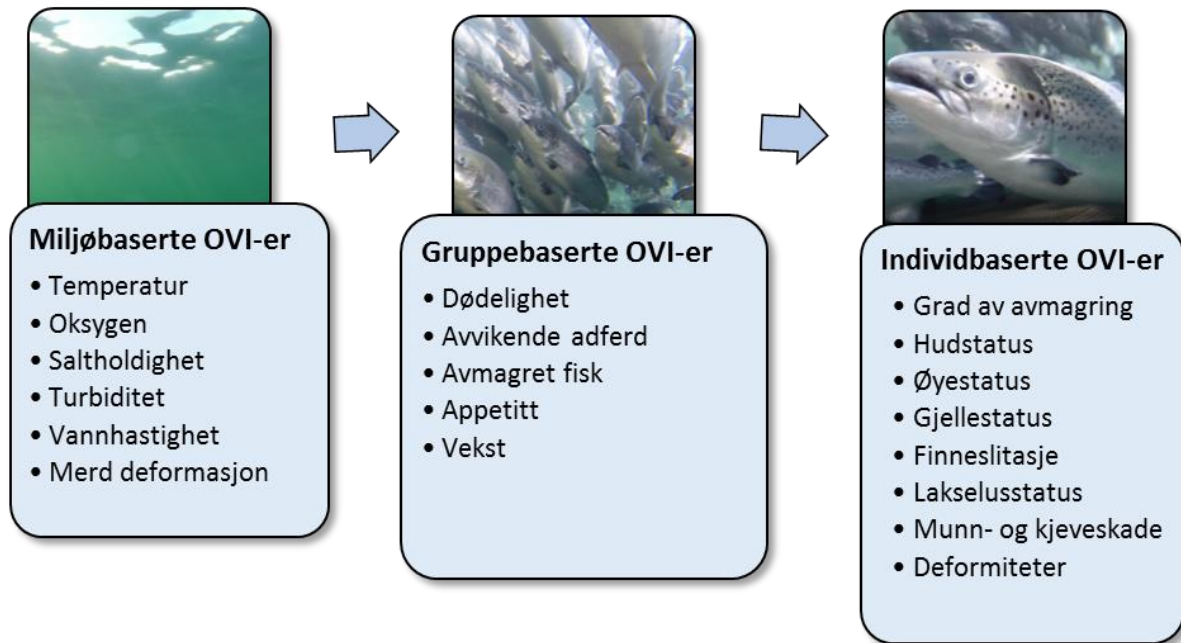 Miljøbaserte OVI-er
• Temperatur
• Oksygen
• Saltholdighet
• Turbiditet
• Vannhastighet
• Merd deformasjon
Gruppebaserte OVI-er
• Dødelighet
• Avvikende adferd
• Avmagret fisk
• Appetitt
• Vekst
Individbaserte OVI-er
• Grad av avmagring
• Hudstatus
• Øyestatus
• Gjellestatus
• Finneslitasje
• Lakselusstatus
• Munn- og kjeveskade
• Deformiteter